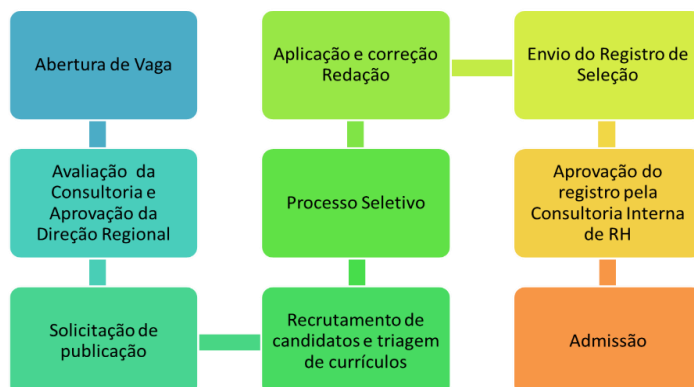 Abertura de Vaga
Avaliação da
Consultoria e
Aprovação da
Direção Regional
Solicitação de
publicação
Recrutamento de
candidatos e triagem
de currículos
Processo Seletivo
Aplicação e correção
Redação
Envio do Registro de
Seleção
Aprovação do
registro pela
Consultoria Interna
de RH
Admissão